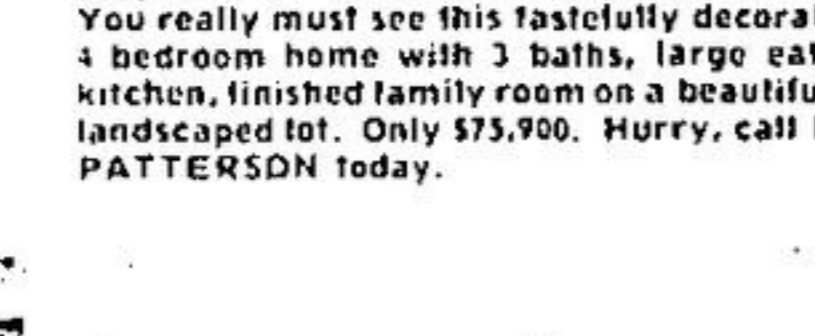 You really must see this tastefully decora
4 bedroom home with 3 baths, large eat
kitchen, finished family room on a beautifu
landscaped lot. Only $75,900. Hurry, call
PATTERSON today.